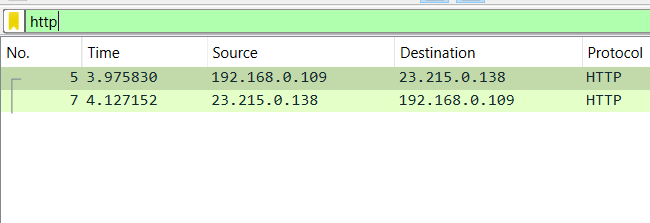 http
No. Time Source Destination Protocol
5 3.975830 192.168.0.109 23.215.0.138 HTTP
7 4.127152 23.215.0.138 192.168.0.109 HTTP